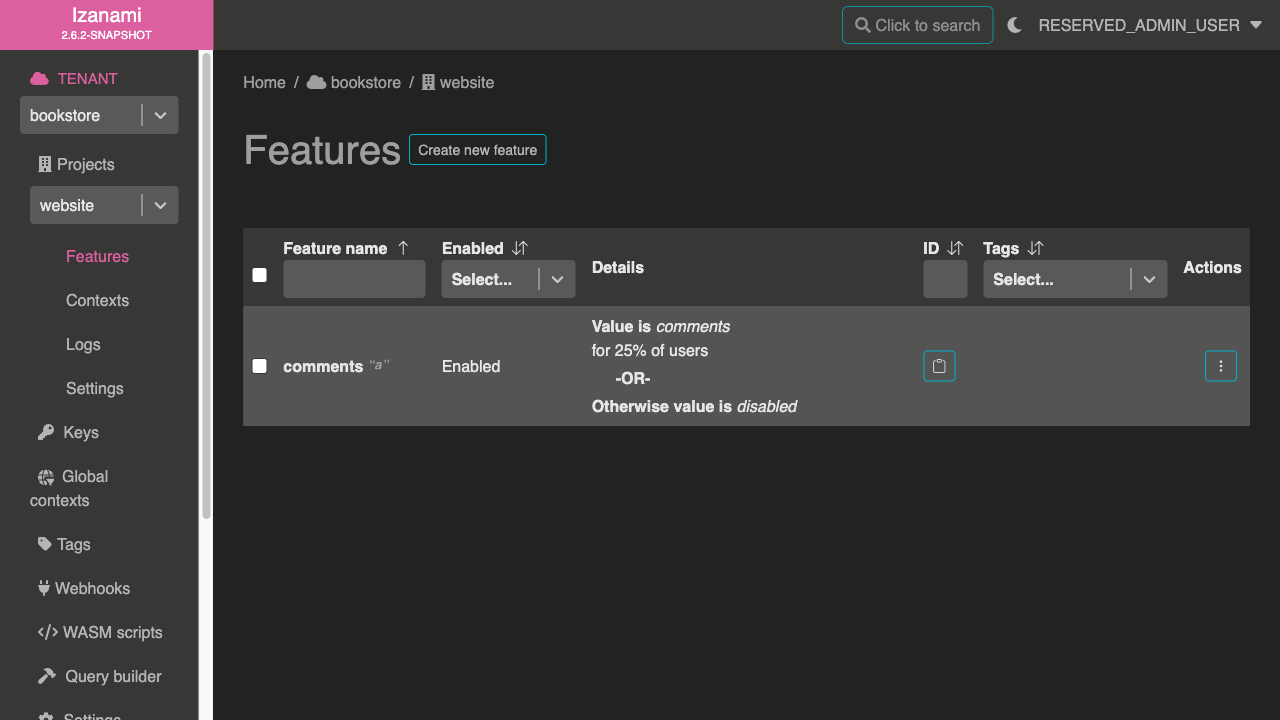 Izanami
2.6.2-SNAPSHOT
Click to search
RESERVED_ADMIN_USER
TENANT
bookstore
Projects
website
Features
Contexts
Logs
Settings
Keys
Global
contexts
Tags
Webhooks
WASM scripts
Query builder
Settings
Home / bookstore / website
Features
Create new feature
Feature name
Enabled
Details
ID
Tags
Actions
Select...
Select...
comments “a”
Enabled
Value is comments
for 25% of users
-OR-
Otherwise value is disabled